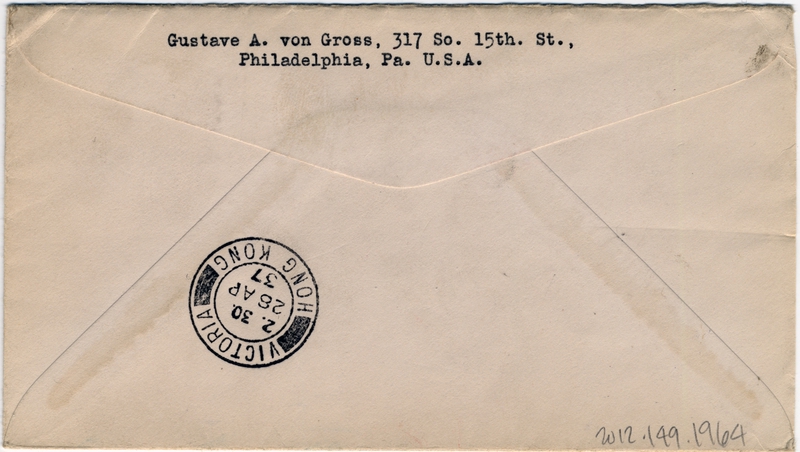 Gustave A. von Gross, 317 So. 15th. St.,
Philadelphia, Pa. U.S.A.
VICTORIA
2. 30.
28 AP
37
HONG KONG
2012.149.1964